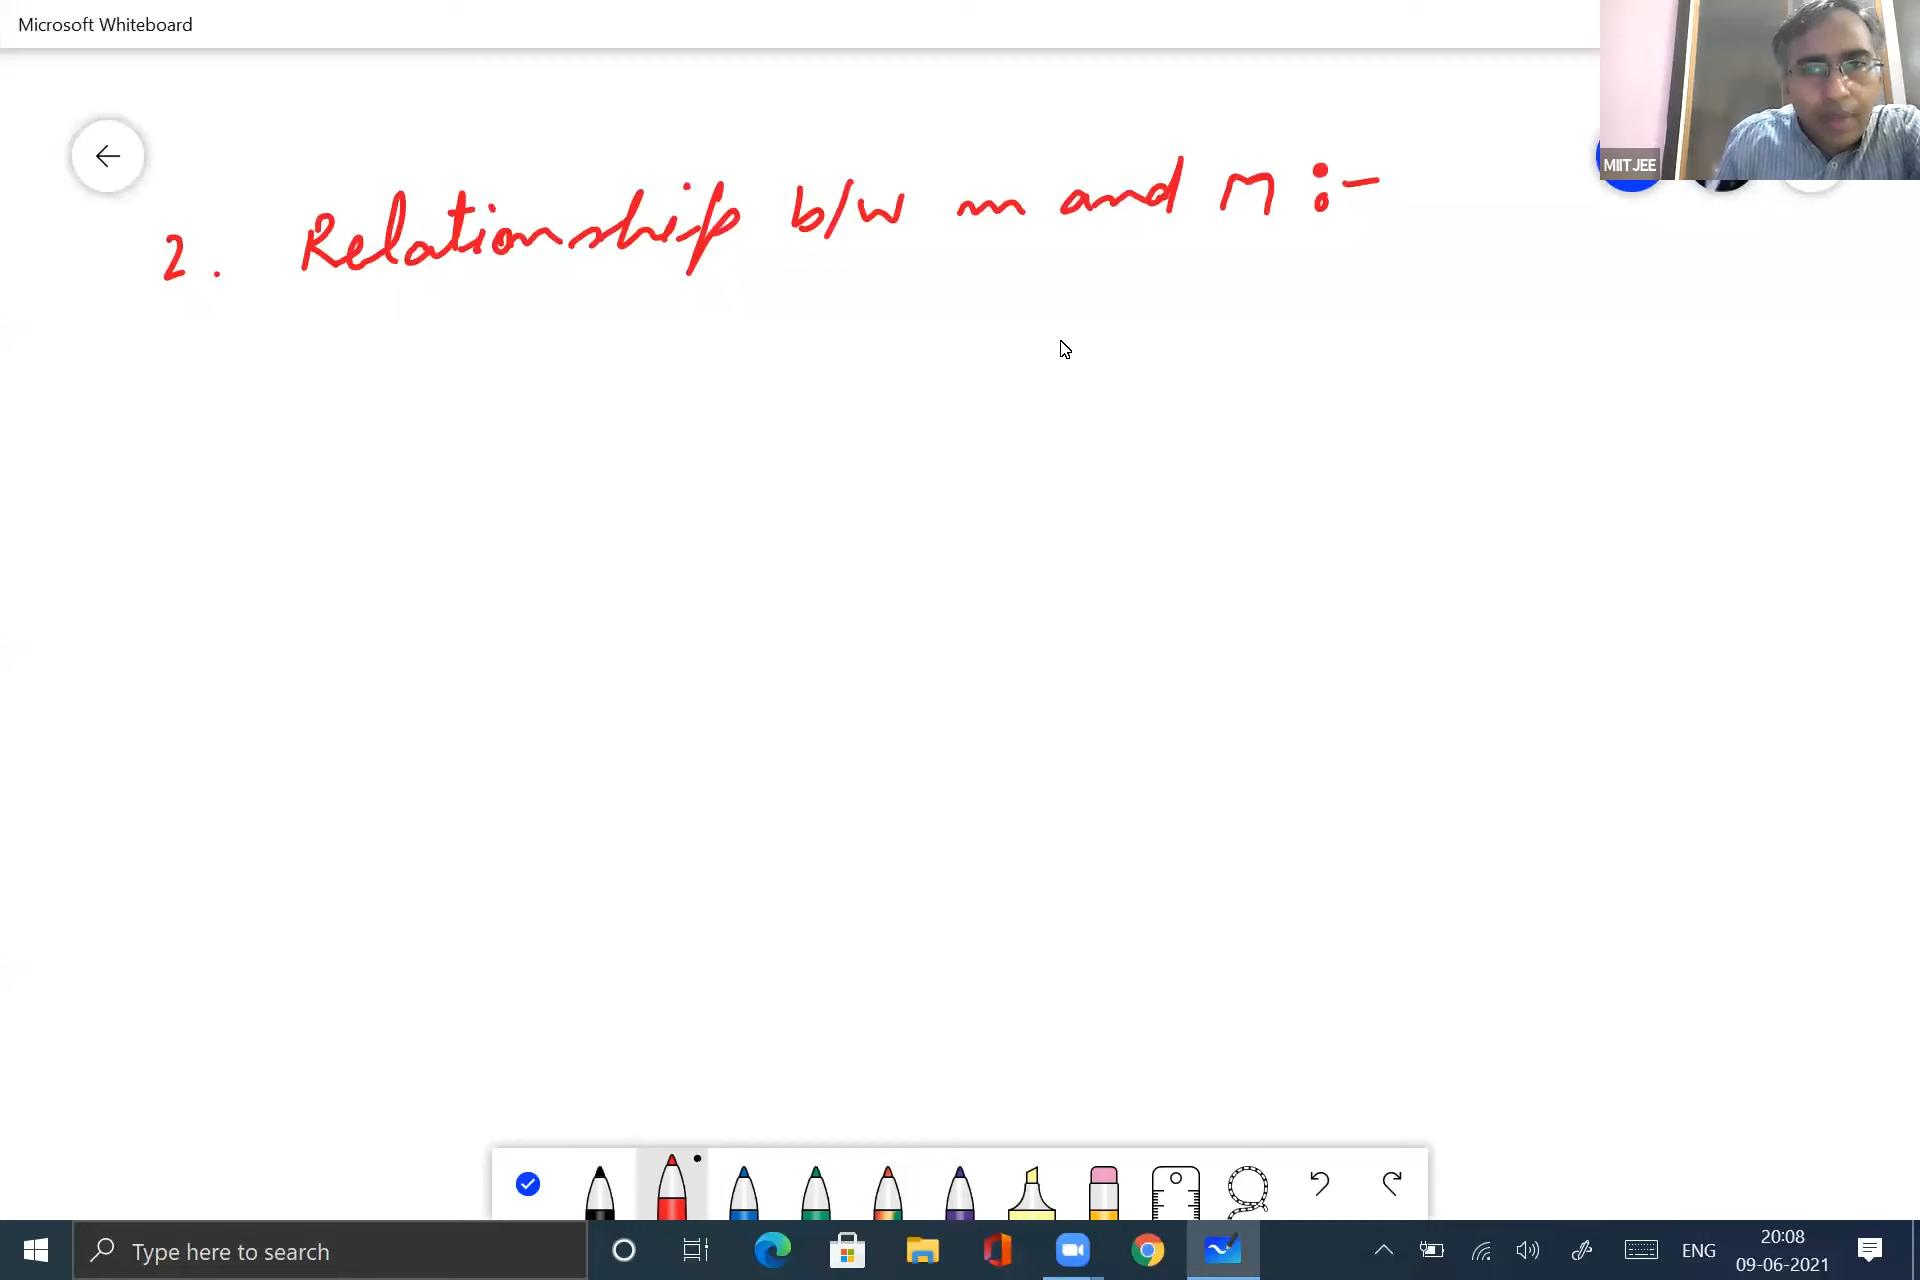 Microsoft Whiteboard
MIIT JEE
2. Relationship b/w m and M :-
Type here to search
ENG
20:08
09-06-2021